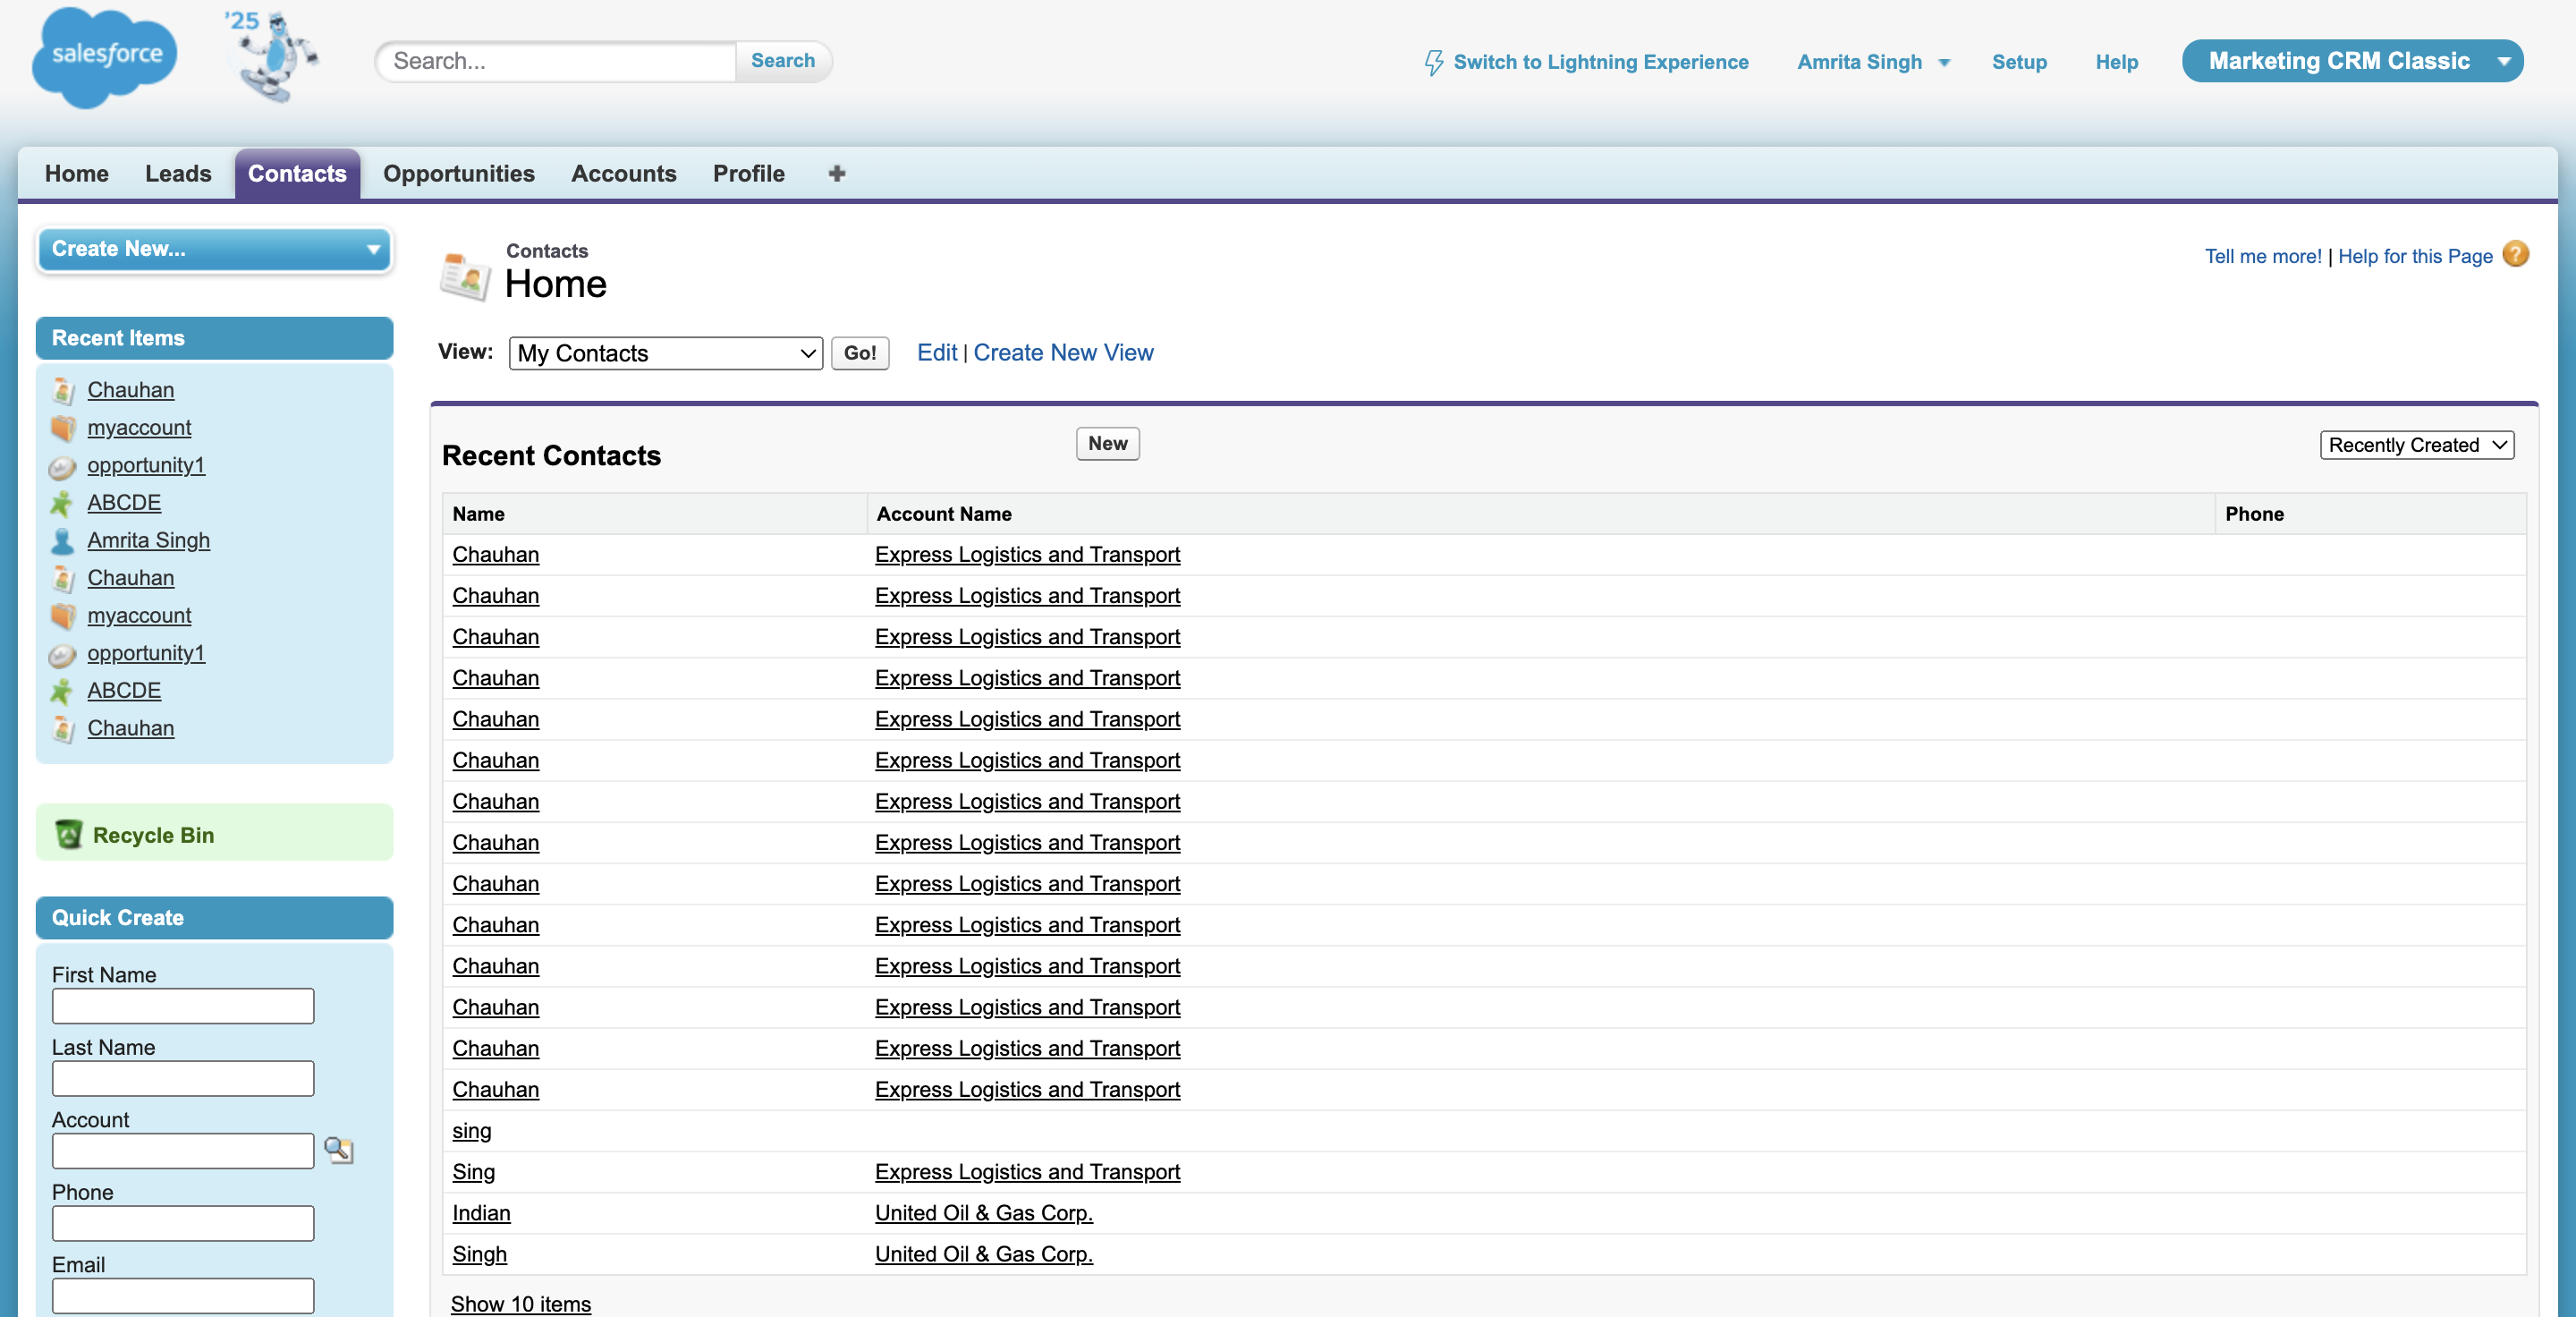 salesforce
'25
Search...
Search
Switch to Lightning Experience
Amrita Singh
Setup
Help
Marketing CRM Classic
Home
Leads
Contacts
Opportunities
Accounts
Profile
Create New...
Recent Items
Chauhan
myaccount
opportunity1
ABCDE
Amrita Singh
Chauhan
myaccount
opportunity1
ABCDE
Chauhan
Recycle Bin
Quick Create
First Name
Last Name
Account
Phone
Email
Contacts
Home
Tell me more! | Help for this Page ?
View: My Contacts Go! Edit | Create New View
Recent Contacts New Recently Created
Name Account Name Phone
Chauhan Express Logistics and Transport
Chauhan Express Logistics and Transport
Chauhan Express Logistics and Transport
Chauhan Express Logistics and Transport
Chauhan Express Logistics and Transport
Chauhan Express Logistics and Transport
Chauhan Express Logistics and Transport
Chauhan Express Logistics and Transport
Chauhan Express Logistics and Transport
Chauhan Express Logistics and Transport
Chauhan Express Logistics and Transport
Chauhan Express Logistics and Transport
Chauhan Express Logistics and Transport
Chauhan Express Logistics and Transport
sing
Sing Express Logistics and Transport
Indian United Oil & Gas Corp.
Singh United Oil & Gas Corp.
Show 10 items